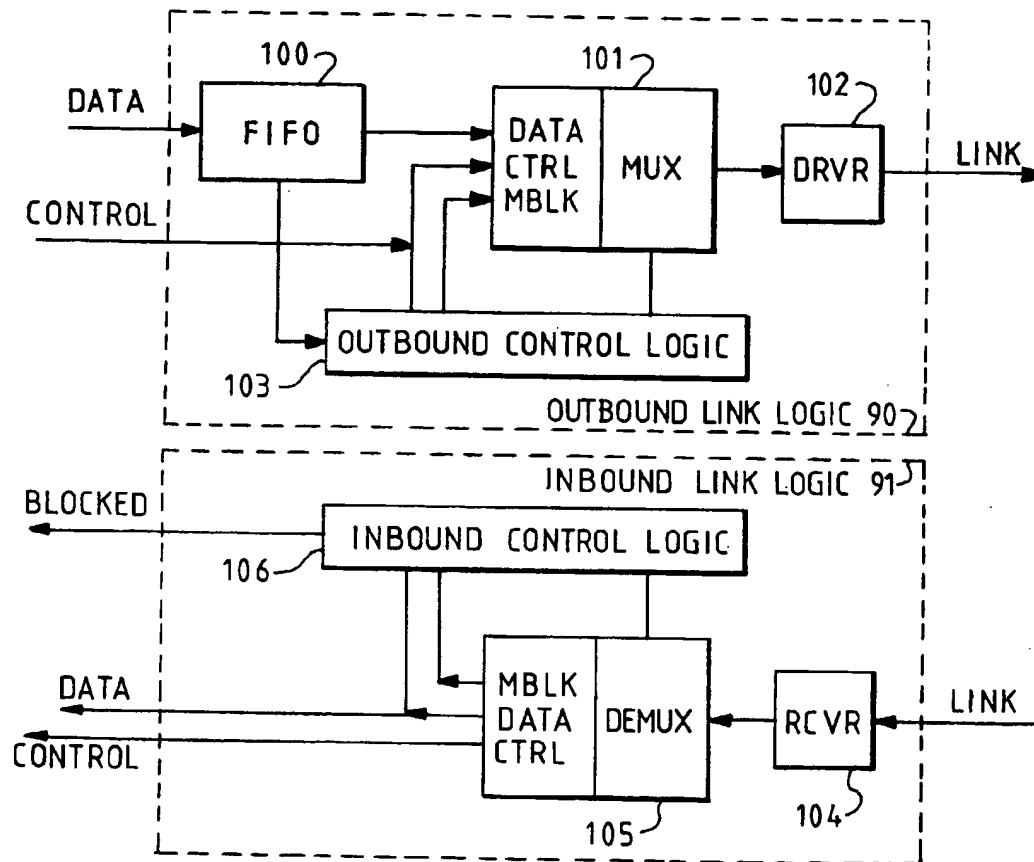 100
101
102
DATA
FIFO
DATA
CTRL
MBLK
MUX
DRVR
LINK
CONTROL
OUTBOUND CONTROL LOGIC
103
OUTBOUND LINK LOGIC 90
INBOUND LINK LOGIC 91
BLOCKED
INBOUND CONTROL LOGIC
106
DATA
CONTROL
MBLK
DATA
CTRL
DEMUX
RCVR
LINK
105
104